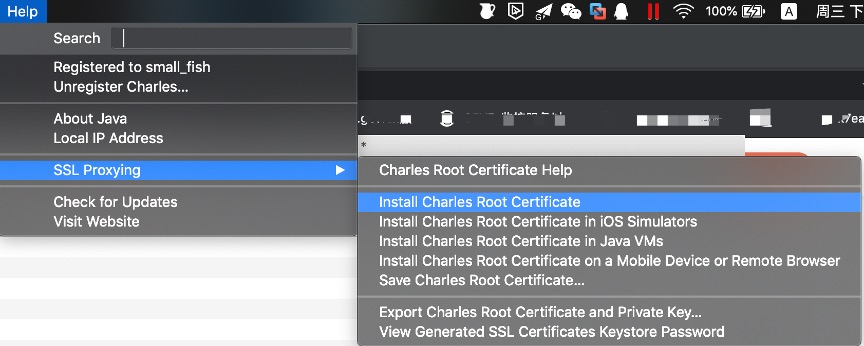 Help
100%
A
周三 下
Search
Registered to small_fish
Unregister Charles...
About Java
Local IP Address
SSL Proxying
Check for Updates
Visit Website
*
Charles Root Certificate Help
Install Charles Root Certificate
Install Charles Root Certificate in iOS Simulators
Install Charles Root Certificate in Java VMs
Install Charles Root Certificate on a Mobile Device or Remote Browser
Save Charles Root Certificate...
Export Charles Root Certificate and Private Key...
View Generated SSL Certificates Keystore Password